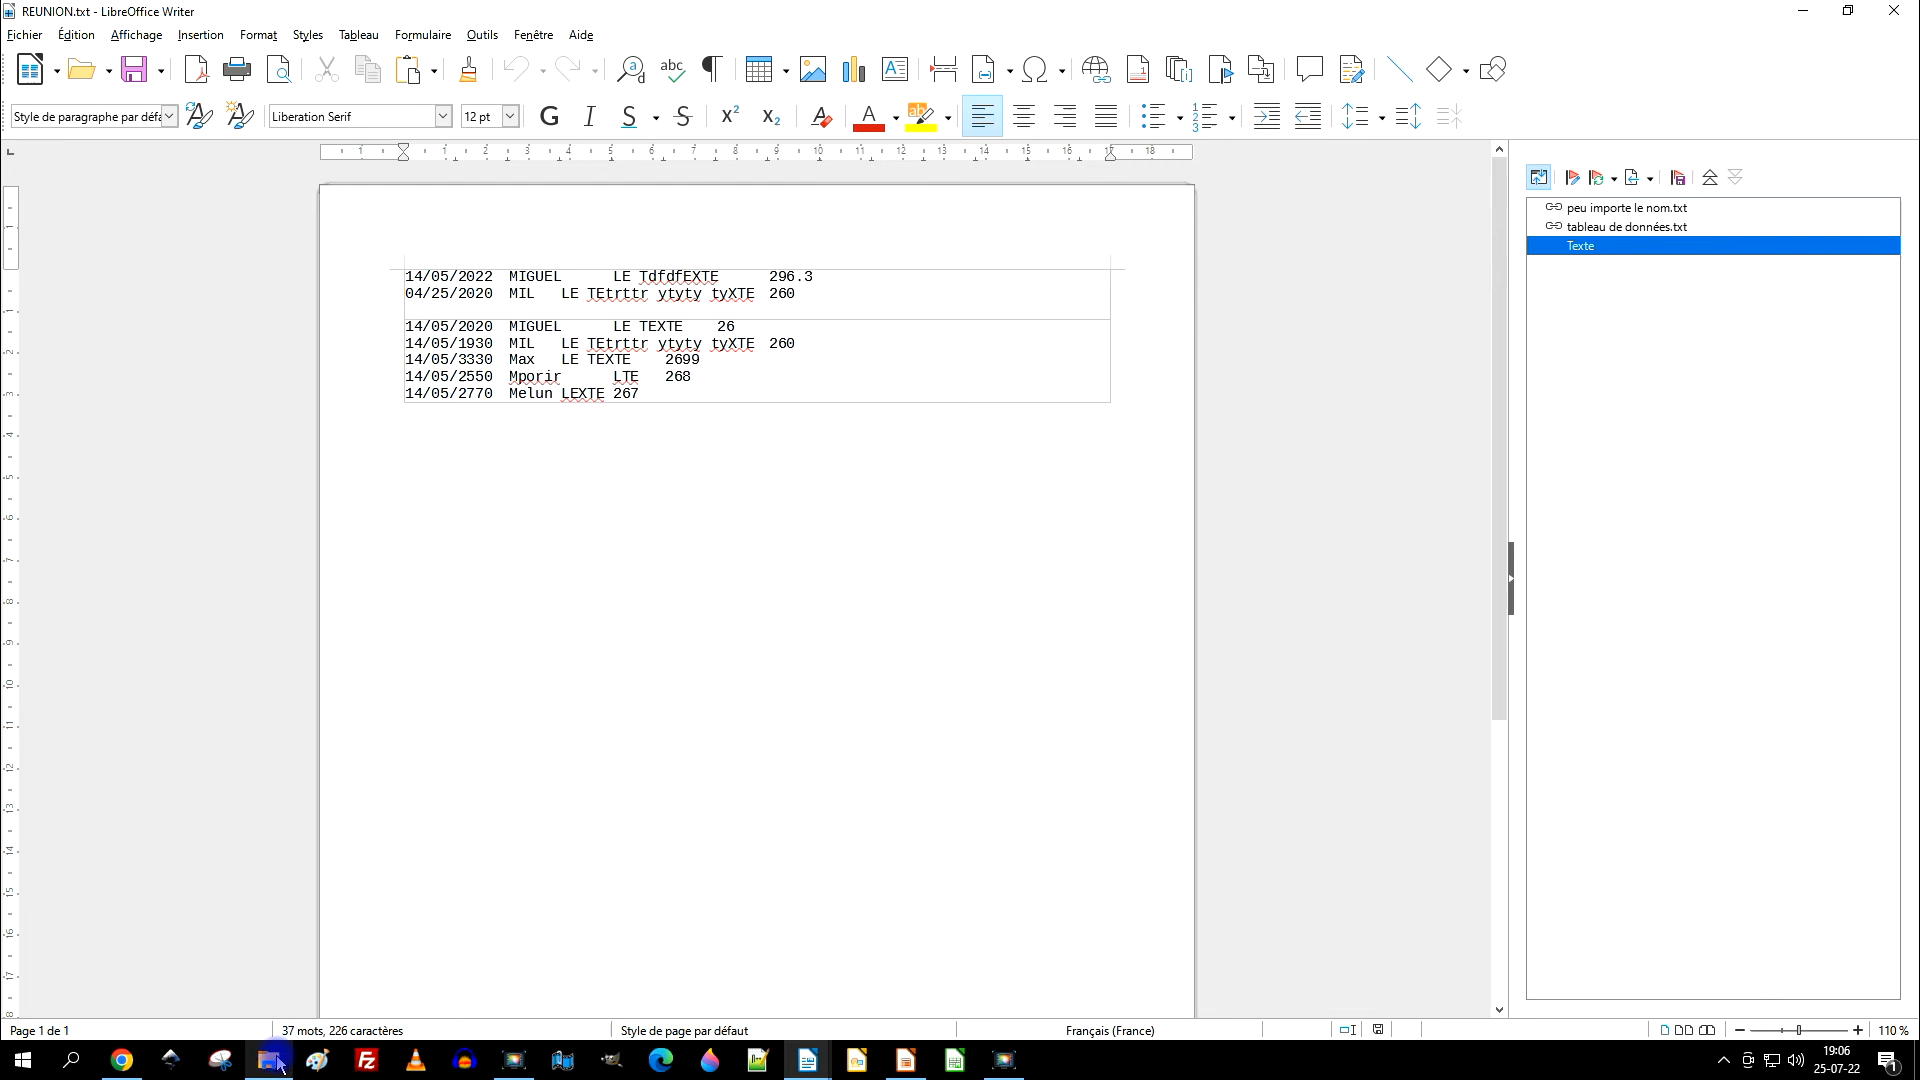 REUNION.txt - LibreOffice Writer
Fichier Édition Affichage Insertion Format Styles Tableau Formulaire Outils Fenêtre Aide
Style de paragraphe par défa Liberation Serif 12 pt G I S S X² X₂
14/05/2022 MIGUEL LE TdfdfEXTE 296.3
04/25/2020 MIL LE TEtrttr ytyty tyXTE 260
14/05/2020 MIGUEL LE TEXTE 26
14/05/1930 MIL LE TEtrttr ytyty tyXTE 260
14/05/3330 Max LE TEXTE 2699
14/05/2550 Mporir LTE 268
14/05/2770 Melun LEXTE 267
peu importe le nom.txt
tableau de données.txt
Texte
Page 1 de 1 37 mots, 226 caractères Style de page par défaut Français (France) 110 %
19:06
25-07-22